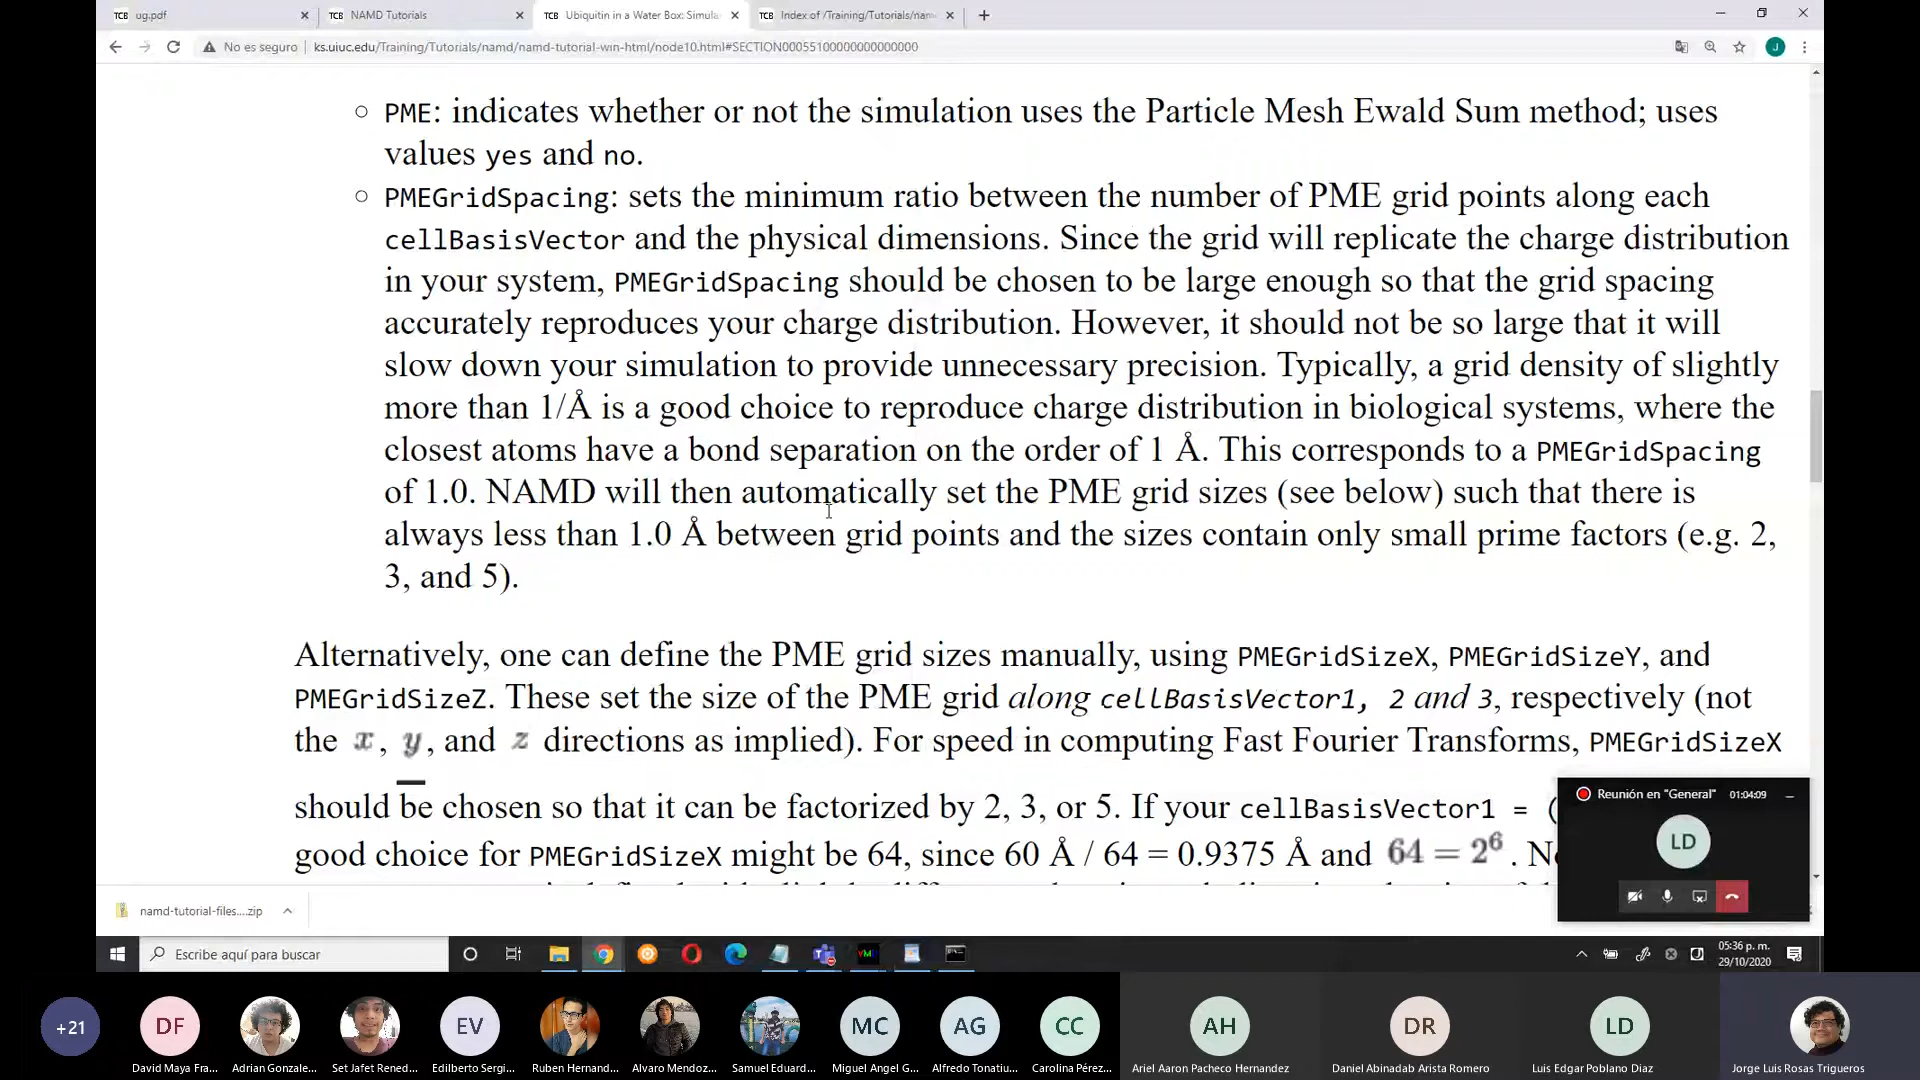 ug.pdf
TCB NAMD Tutorials
TCB Ubiquitin in a Water Box: Simula
TCB Index of /Training/Tutorials/nam
No es seguro
ks.uiuc.edu/Training/Tutorials/namd/namd-tutorial-win-html/node10.html#SECTION00055100000000000000
J
PME: indicates whether or not the simulation uses the Particle Mesh Ewald Sum method; uses
values yes and no.
PMEGridSpacing: sets the minimum ratio between the number of PME grid points along each
cellBasisVector and the physical dimensions. Since the grid will replicate the charge distribution
in your system, PMEGridSpacing should be chosen to be large enough so that the grid spacing
accurately reproduces your charge distribution. However, it should not be so large that it will
slow down your simulation to provide unnecessary precision. Typically, a grid density of slightly
more than 1/Å is a good choice to reproduce charge distribution in biological systems, where the
closest atoms have a bond separation on the order of 1 Å. This corresponds to a PMEGridSpacing
of 1.0. NAMD will then automatically set the PME grid sizes (see below) such that there is
always less than 1.0 Å between grid points and the sizes contain only small prime factors (e.g. 2,
3, and 5).
Alternatively, one can define the PME grid sizes manually, using PMEGridSizeX, PMEGridSizeY, and
PMEGridSizeZ. These set the size of the PME grid along cellBasisVector1, 2 and 3, respectively (not
the x, y, and z directions as implied). For speed in computing Fast Fourier Transforms, PMEGridSizeX
should be chosen so that it can be factorized by 2, 3, or 5. If your cellBasisVector1 = (
good choice for PMEGridSizeX might be 64, since 60 Å / 64 = 0.9375 Å and 64 = 2⁶. N
Reunión en "General" 01:04:09
LD
namd-tutorial-files....zip
Escribe aquí para buscar
05:36 p. m.
29/10/2020
+21
DF
EV
MC
AG
CC
AH
DR
LD
David Maya Fra...
Adrian Gonzale...
Set Jafet Rened...
Edilberto Sergi...
Ruben Hernand...
Alvaro Mendoz...
Samuel Eduard...
Miguel Angel G...
Alfredo Tonatiu...
Carolina Pérez...
Ariel Aaron Pacheco Hernandez
Daniel Abinadab Arista Romero
Luis Edgar Poblano Diaz
Jorge Luis Rosas Trigueros